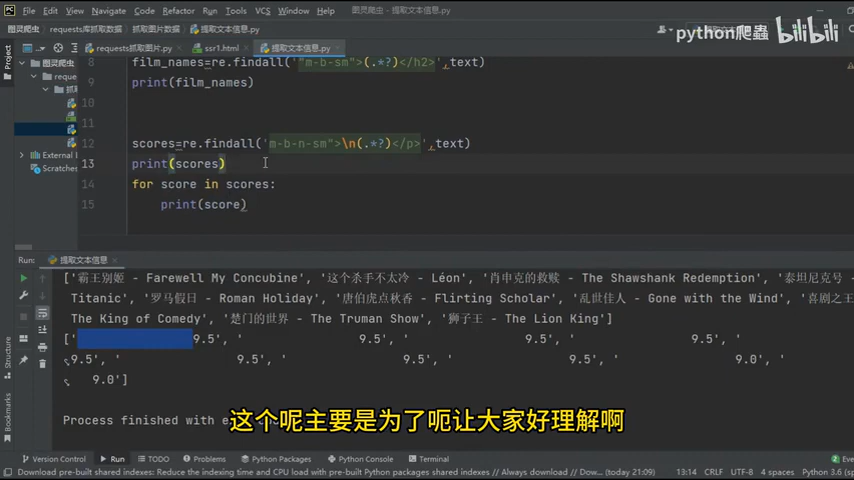 File Edit View Navigate Code Refactor Run Tools VCS Window Help 图灵爬虫 - 提取文本信息.py
图灵爬虫 requests库抓取数据 抓取图片数据 提取文本信息.py
python爬蟲 bilibili
requests抓取图片.py ssr1.html 提取文本信息.py
Project
图灵爬虫
reque
抓取
External
Scratches
8 film_names=re.findall('"m-b-sm">(.*?)</h2>',text)
9 print(film_names)
10
11
12 scores=re.findall('m-b-n-sm">\n(.*?)</p>',text)
13 print(scores)
14 for score in scores:
15 print(score)
Run: 提取文本信息
['霸王别姬 - Farewell My Concubine', '这个杀手不太冷 - Léon', '肖申克的救赎 - The Shawshank Redemption', '泰坦尼克号 -
Titanic', '罗马假日 - Roman Holiday', '唐伯虎点秋香 - Flirting Scholar', '乱世佳人 - Gone with the Wind', '喜剧之王 -
The King of Comedy', '楚门的世界 - The Truman Show', '狮子王 - The Lion King']
[' 9.5', ' 9.5', ' 9.5', ' 9.5', '
9.5', ' 9.5', ' 9.5', ' 9.5', ' 9.0', '
9.0']
Process finished with e
这个呢主要是为了呃让大家好理解啊
Structure
Bookmarks
Version Control Run TODO Problems Python Packages Python Console Terminal
Download pre-built shared indexes: Reduce the indexing time and CPU load with pre-built Python packages shared indexes // Always download // Dow... (today 21:09) 13:14 CRLF UTF-8 4 spaces Python 3.